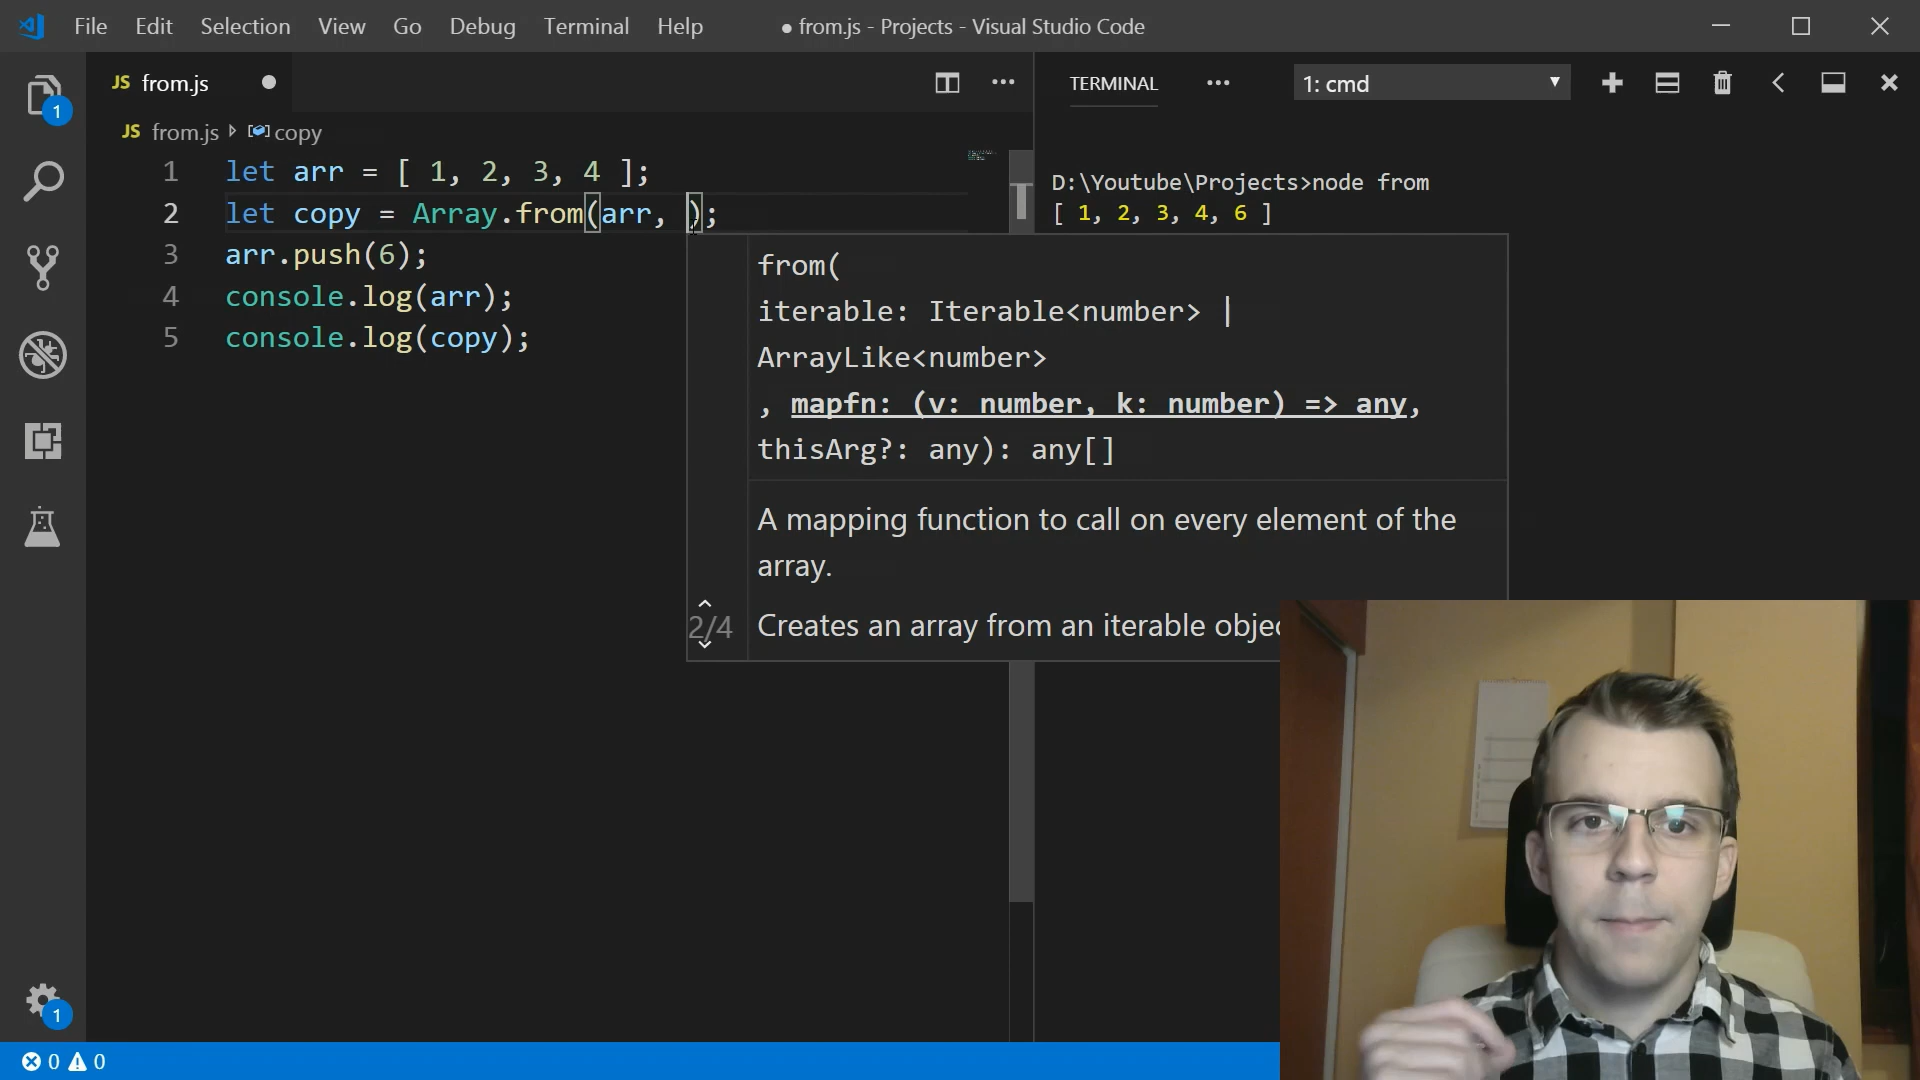 File Edit Selection View Go Debug Terminal Help ● from.js - Projects - Visual Studio Code
JS from.js
TERMINAL 1: cmd
JS from.js copy
1 let arr = [ 1, 2, 3, 4 ];
2 let copy = Array.from(arr, );
3 arr.push(6);
4 console.log(arr);
5 console.log(copy);
D:\Youtube\Projects>node from
[ 1, 2, 3, 4, 6 ]
from(
iterable: Iterable<number> |
ArrayLike<number>
, mapfn: (v: number, k: number) => any,
thisArg?: any): any[]
A mapping function to call on every element of the
array.
2/4
Creates an array from an iterable objec
1
1
0 0